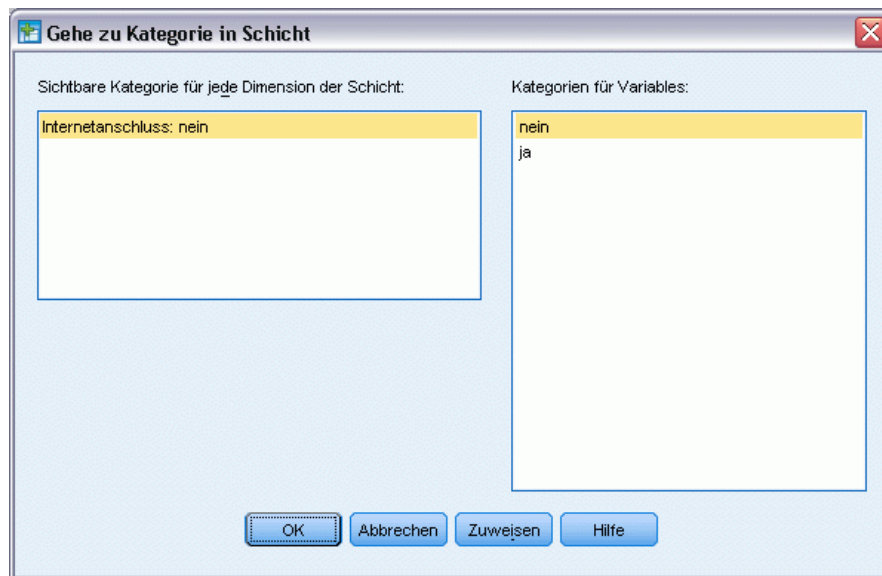 Gehe zu Kategorie in Schicht
Sichtbare Kategorie für jede Dimension der Schicht:
Internetanschluss: nein
Kategorien für Variables:
nein
ja
OK
Abbrechen
Zuweisen
Hilfe